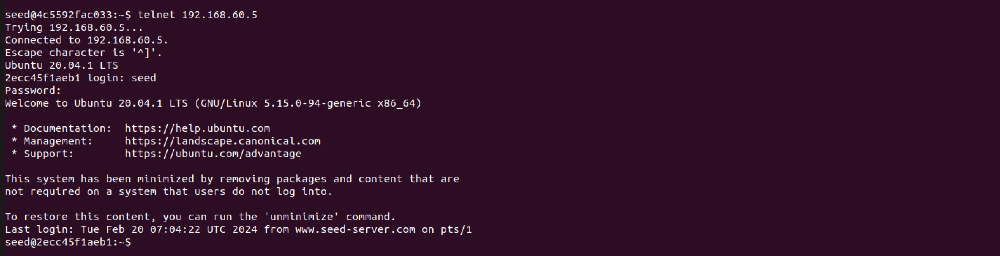 seed@4c5592fac033:~$ telnet 192.168.60.5
Trying 192.168.60.5...
Connected to 192.168.60.5.
Escape character is '^]'.
Ubuntu 20.04.1 LTS
2ecc45f1aeb1 login: seed
Password:
Welcome to Ubuntu 20.04.1 LTS (GNU/Linux 5.15.0-94-generic x86_64)

 * Documentation:  https://help.ubuntu.com
 * Management:     https://landscape.canonical.com
 * Support:        https://ubuntu.com/advantage

This system has been minimized by removing packages and content that are
not required on a system that users do not log into.

To restore this content, you can run the 'unminimize' command.
Last login: Tue Feb 20 07:04:22 UTC 2024 from www.seed-server.com on pts/1
seed@2ecc45f1aeb1:~$